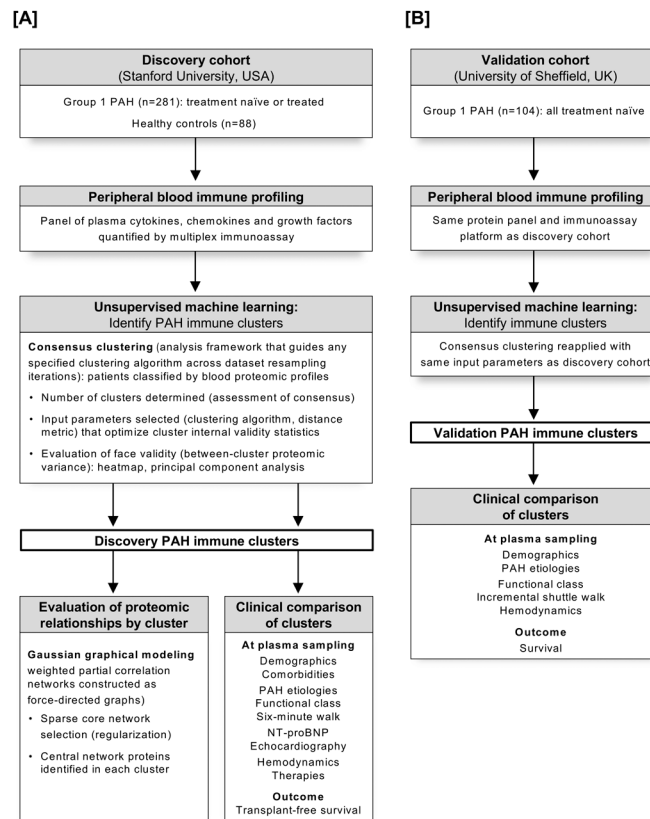 [A]
Discovery cohort
(Stanford University, USA)
Group 1 PAH (n=281): treatment naïve or treated
Healthy controls (n=88)
Peripheral blood immune profiling
Panel of plasma cytokines, chemokines and growth factors
quantified by multiplex immunoassay
Unsupervised machine learning:
Identify PAH immune clusters
Consensus clustering (analysis framework that guides any
specified clustering algorithm across dataset resampling
iterations): patients classified by blood proteomic profiles
• Number of clusters determined (assessment of consensus)
• Input parameters selected (clustering algorithm, distance
metric) that optimize cluster internal validity statistics
• Evaluation of face validity (between-cluster proteomic
variance): heatmap, principal component analysis
Discovery PAH immune clusters
Evaluation of proteomic
relationships by cluster
Gaussian graphical modeling
weighted partial correlation
networks constructed as
force-directed graphs)
• Sparse core network
selection (regularization)
• Central network proteins
identified in each cluster
Clinical comparison
of clusters
At plasma sampling
Demographics
Comorbidities
PAH etiologies
Functional class
Six-minute walk
NT-proBNP
Echocardiography
Hemodynamics
Therapies
Outcome
Transplant-free survival
[B]
Validation cohort
(University of Sheffield, UK)
Group 1 PAH (n=104): all treatment naïve
Peripheral blood immune profiling
Same protein panel and immunoassay
platform as discovery cohort
Unsupervised machine learning:
Identify immune clusters
Consensus clustering reapplied with
same input parameters as discovery cohort
Validation PAH immune clusters
Clinical comparison
of clusters
At plasma sampling
Demographics
PAH etiologies
Functional class
Incremental shuttle walk
Hemodynamics
Outcome
Survival